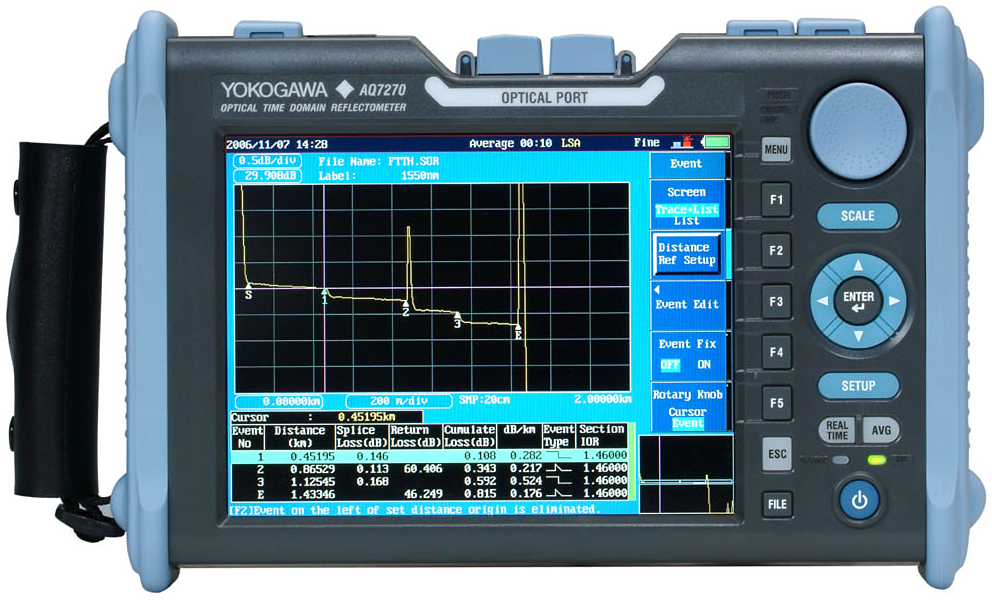 YOKOGAWA AQ7270
OPTICAL TIME DOMAIN REFLECTOMETER
OPTICAL PORT
2006/11/07 14:28 Average 00:10 LSA Fine
0.5dB/div File Name: FTTH.SOR
29.908dB Label: 1550nm
Event
Screen
Trace+List
List
Distance
Ref Setup
Event Edit
Event Fix
OFF ON
Rotary Knob
Cursor
Event
S 1 2 3 E
0.00000km 200 m/div SMP:20cm 2.00000km
Cursor : 0.45195km
Event Distance Splice Return Cumulate dB/km Event Section
No (km) Loss(dB) Loss(dB) Loss(dB) Type IOR
1 0.45195 0.146 0.108 0.282 1.46000
2 0.86529 0.113 60.406 0.343 0.217 1.46000
3 1.12545 0.168 0.592 0.524 1.46000
E 1.43346 46.249 0.815 0.176 1.46000
[F2]Event on the left of set distance origin is eliminated.
MENU
F1
F2
F3
F4
F5
ESC
FILE
SCALE
ENTER
SETUP
REAL
TIME
AVG